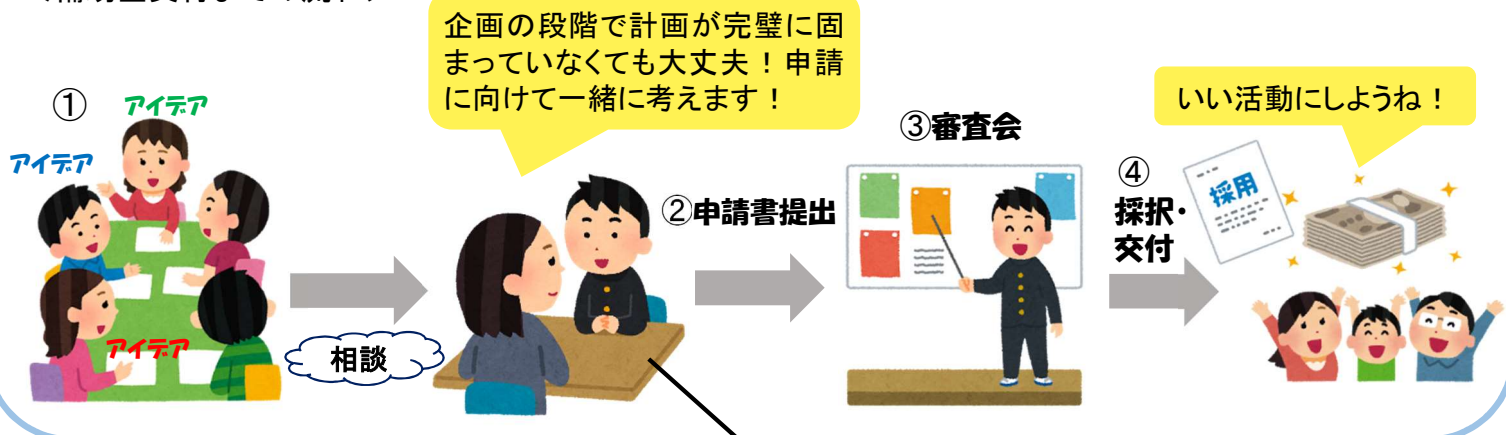 企画の段階で計画が完璧に固
まっていなくても大丈夫！申請
に向けて一緒に考えます！
いい活動にしようね！
①
アイデア
アイデア
アイデア
相談
②申請書提出
③審査会
④
採択・
交付
採用